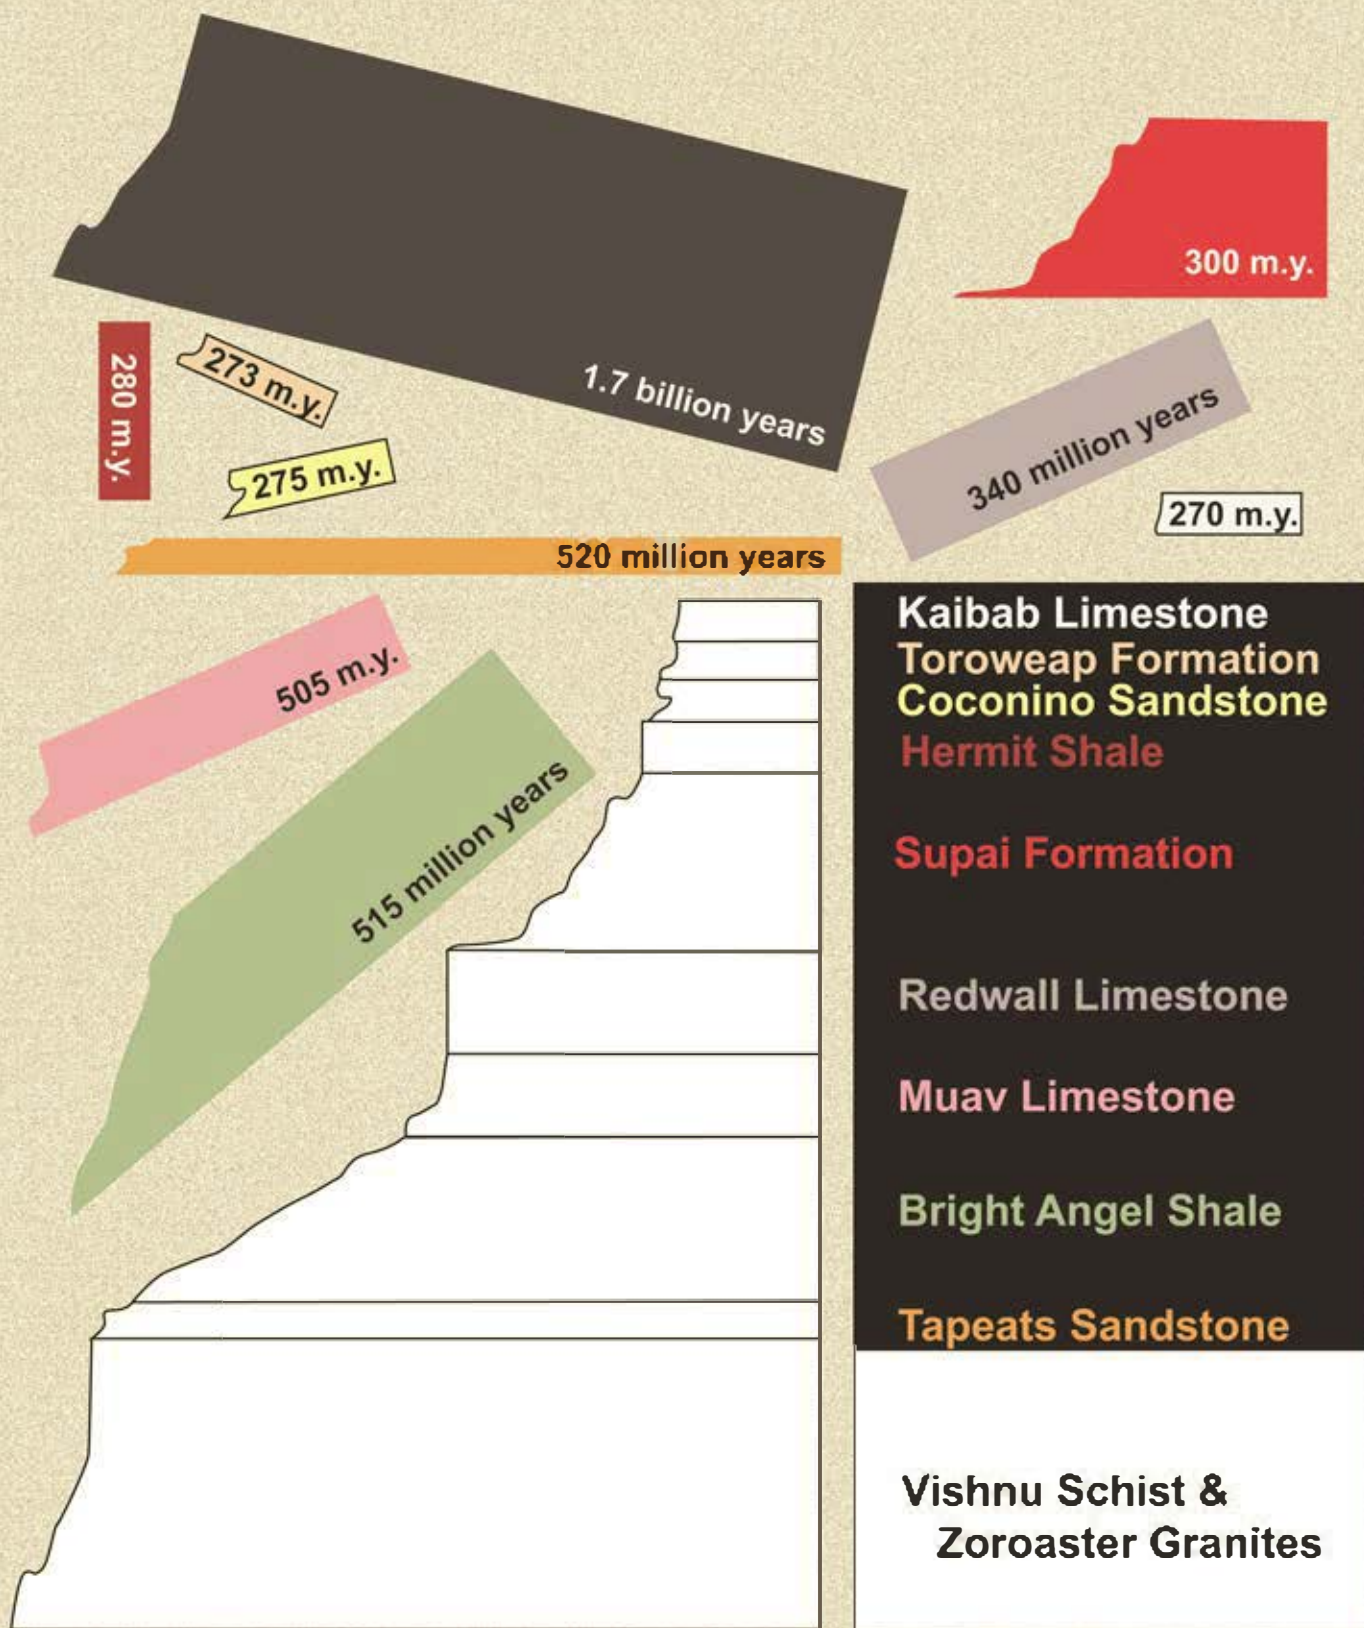 300 m.y.
1.7 billion years
280 m.y.
273 m.y.
340 million years
275 m.y.
270 m.y.
520 million years
505 m.y.
515 million years
Kaibab Limestone
Toroweap Formation
Coconino Sandstone
Hermit Shale
Supai Formation
Redwall Limestone
Muav Limestone
Bright Angel Shale
Tapeats Sandstone
Vishnu Schist &
Zoroaster Granites